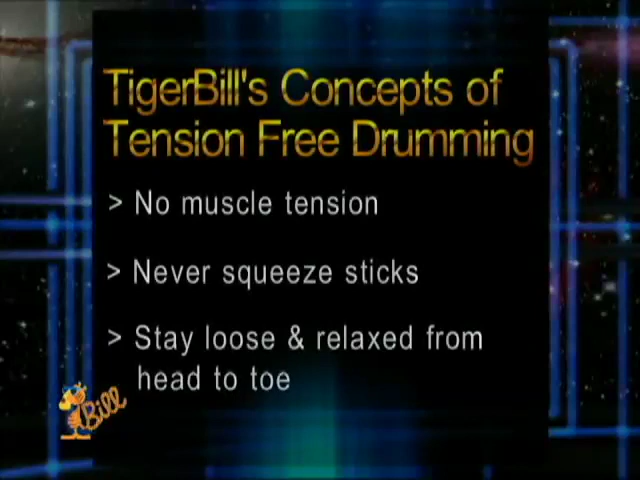 TigerBill's Concepts of
Tension Free Drumming
> No muscle tension
> Never squeeze sticks
> Stay loose & relaxed from
head to toe
Bill